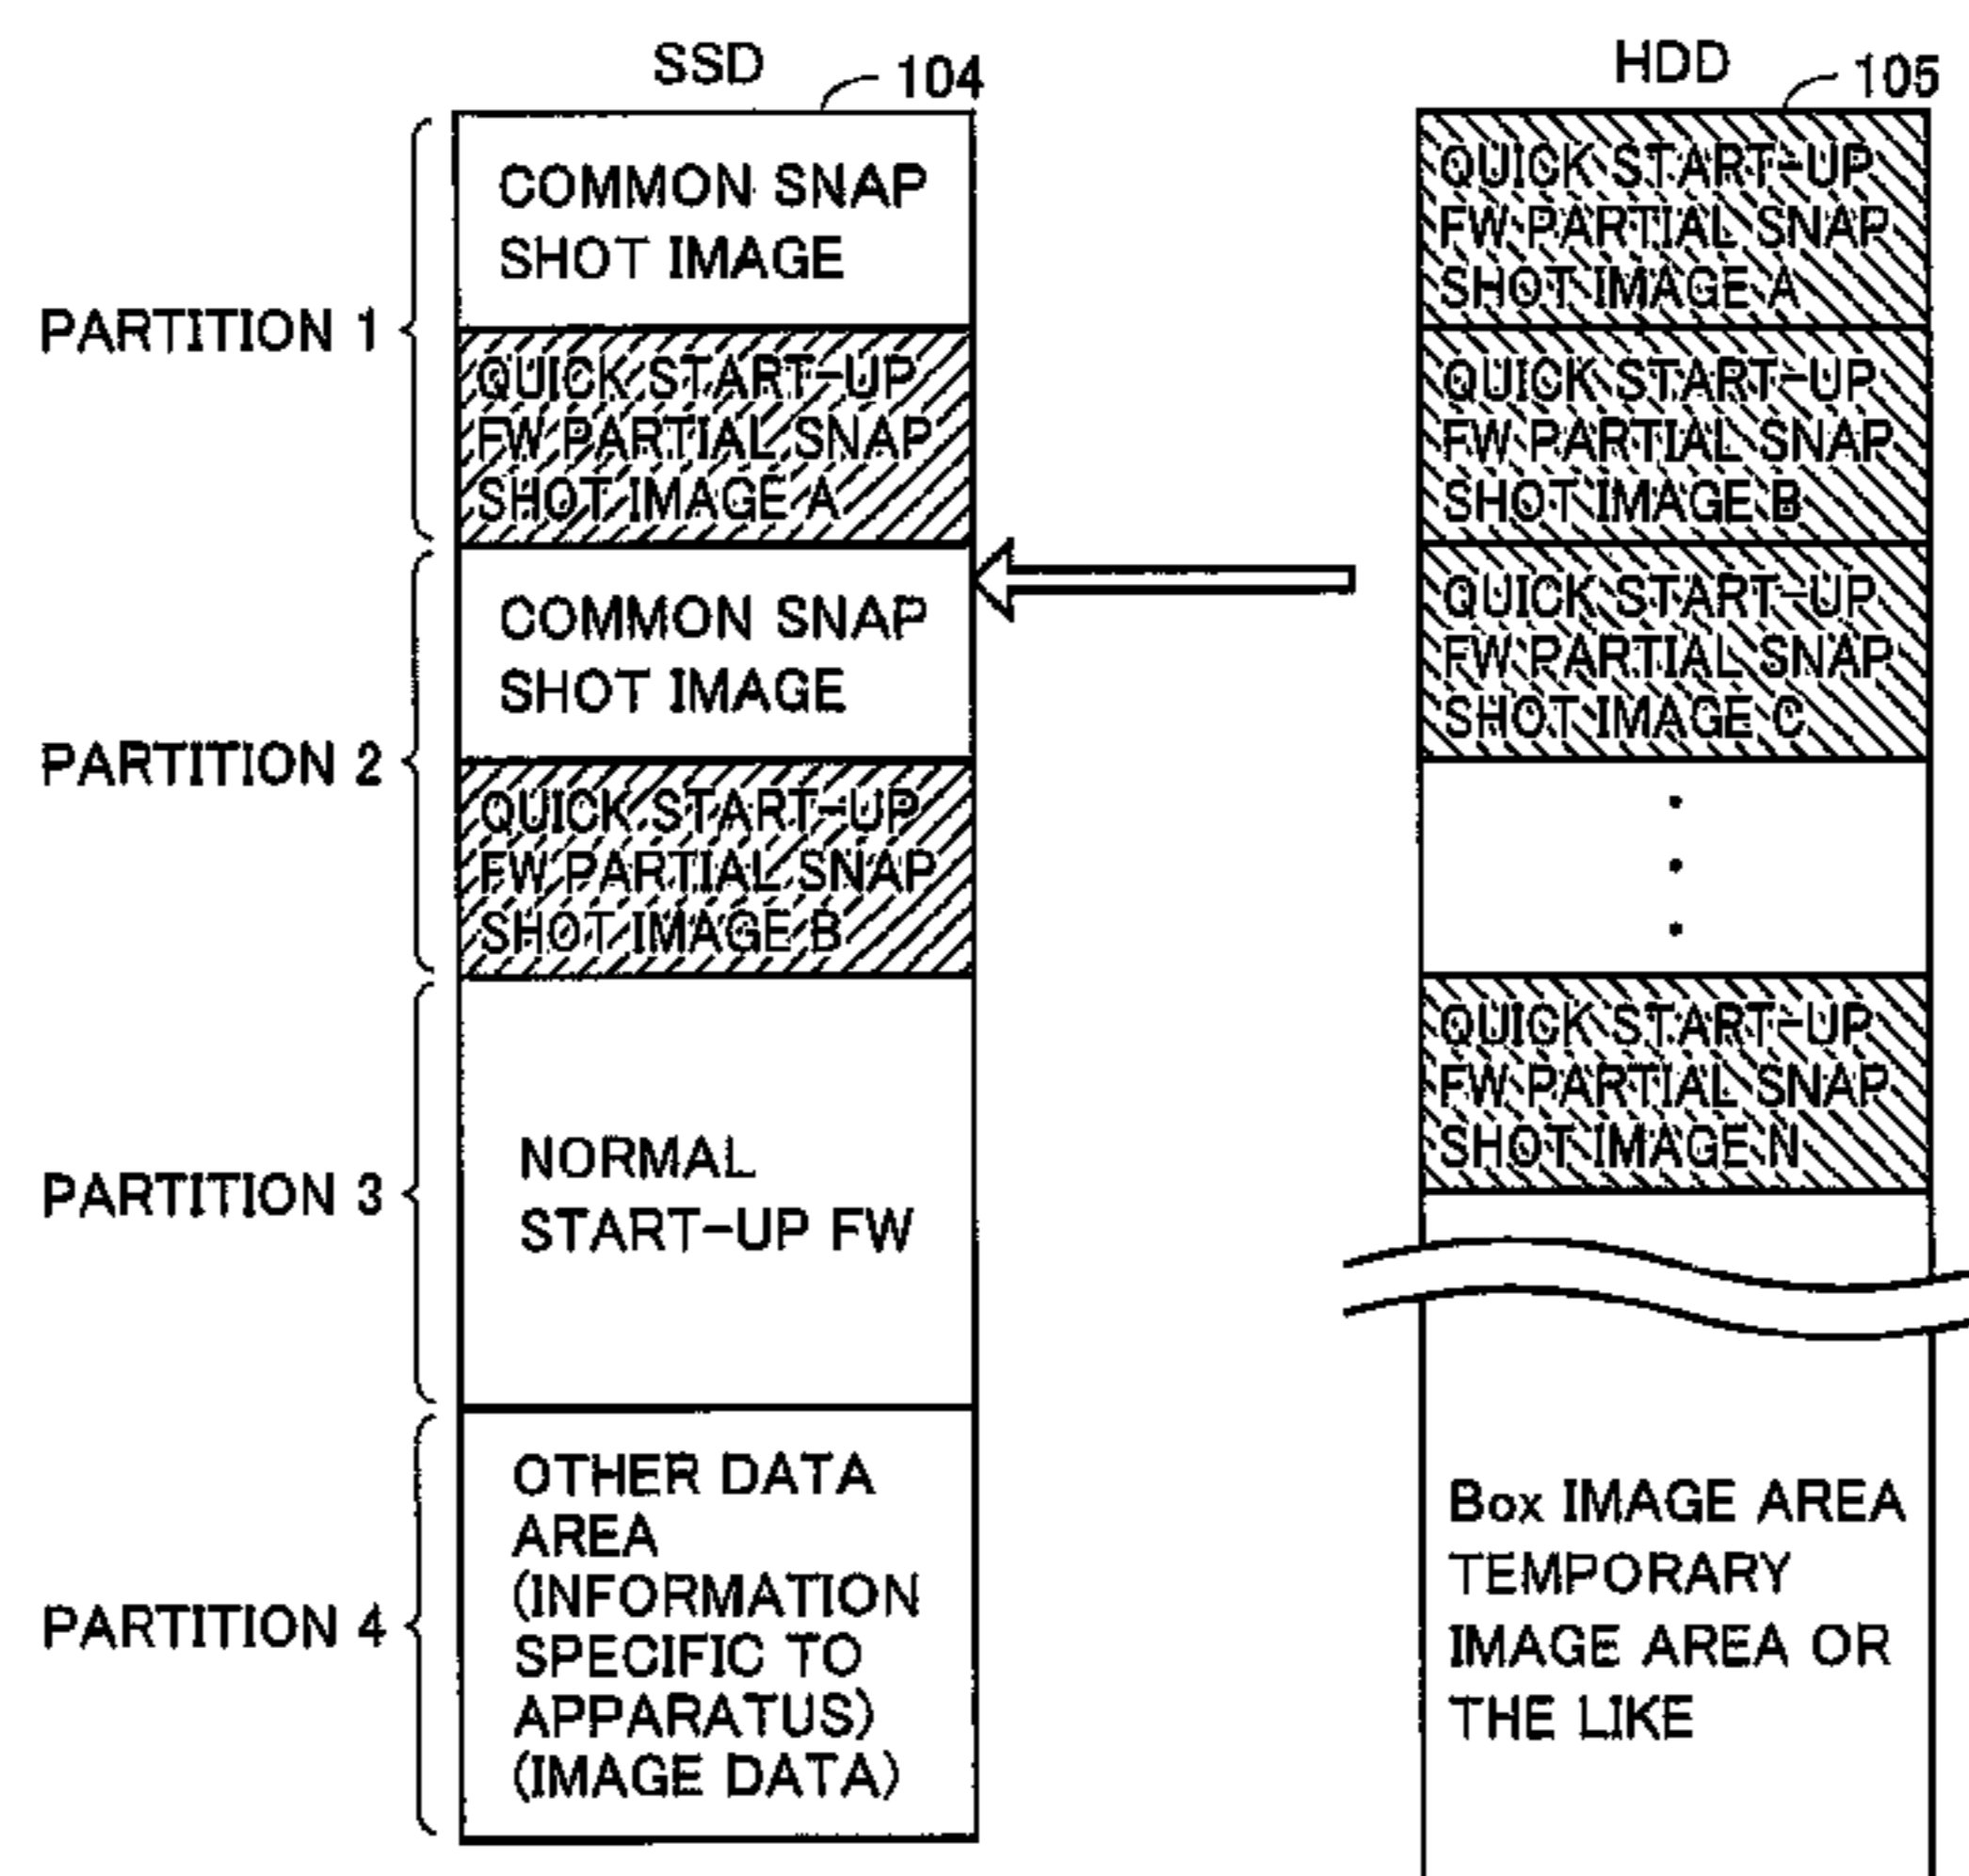 SSD
104
PARTITION 1
COMMON SNAP
SHOT IMAGE
QUICK START-UP
FW PARTIAL SNAP
SHOT IMAGE A
PARTITION 2
COMMON SNAP
SHOT IMAGE
QUICK START-UP
FW PARTIAL SNAP
SHOT IMAGE B
PARTITION 3
NORMAL
START-UP FW
PARTITION 4
OTHER DATA
AREA
(INFORMATION
SPECIFIC TO
APPARATUS)
(IMAGE DATA)
HDD
105
QUICK START-UP
FW PARTIAL SNAP
SHOT IMAGE A
QUICK START-UP
FW PARTIAL SNAP
SHOT IMAGE B
QUICK START-UP
FW PARTIAL SNAP
SHOT IMAGE C
QUICK START-UP
FW PARTIAL SNAP
SHOT IMAGE N
Box IMAGE AREA
TEMPORARY
IMAGE AREA OR
THE LIKE